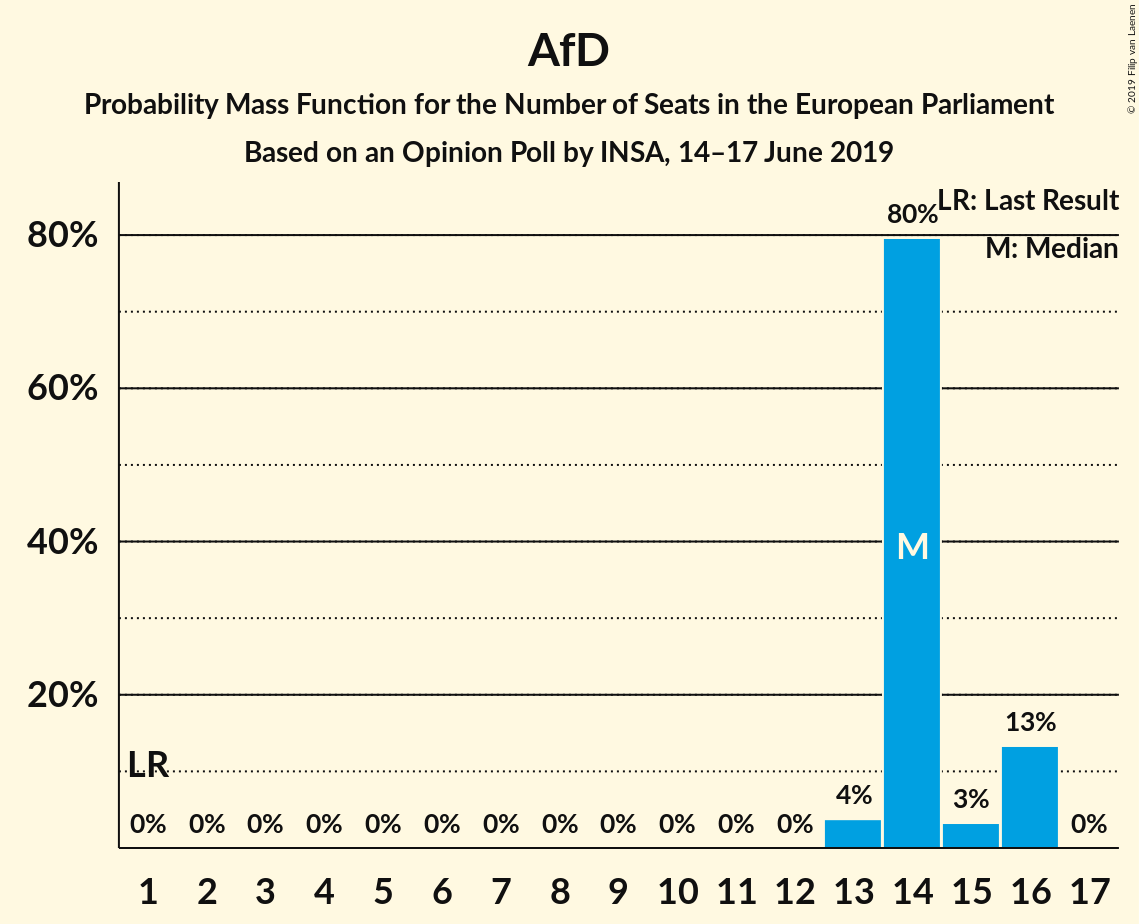 AfD
Probability Mass Function for the Number of Seats in the European Parliament
Based on an Opinion Poll by INSA, 14–17 June 2019
© 2019 Filip van Laenen
LR: Last Result
M: Median
80%
60%
40%
20%
LR
0% 0% 0% 0% 0% 0% 0% 0% 0% 0% 0% 0% 4% 80% 3% 13% 0%
M
1 2 3 4 5 6 7 8 9 10 11 12 13 14 15 16 17